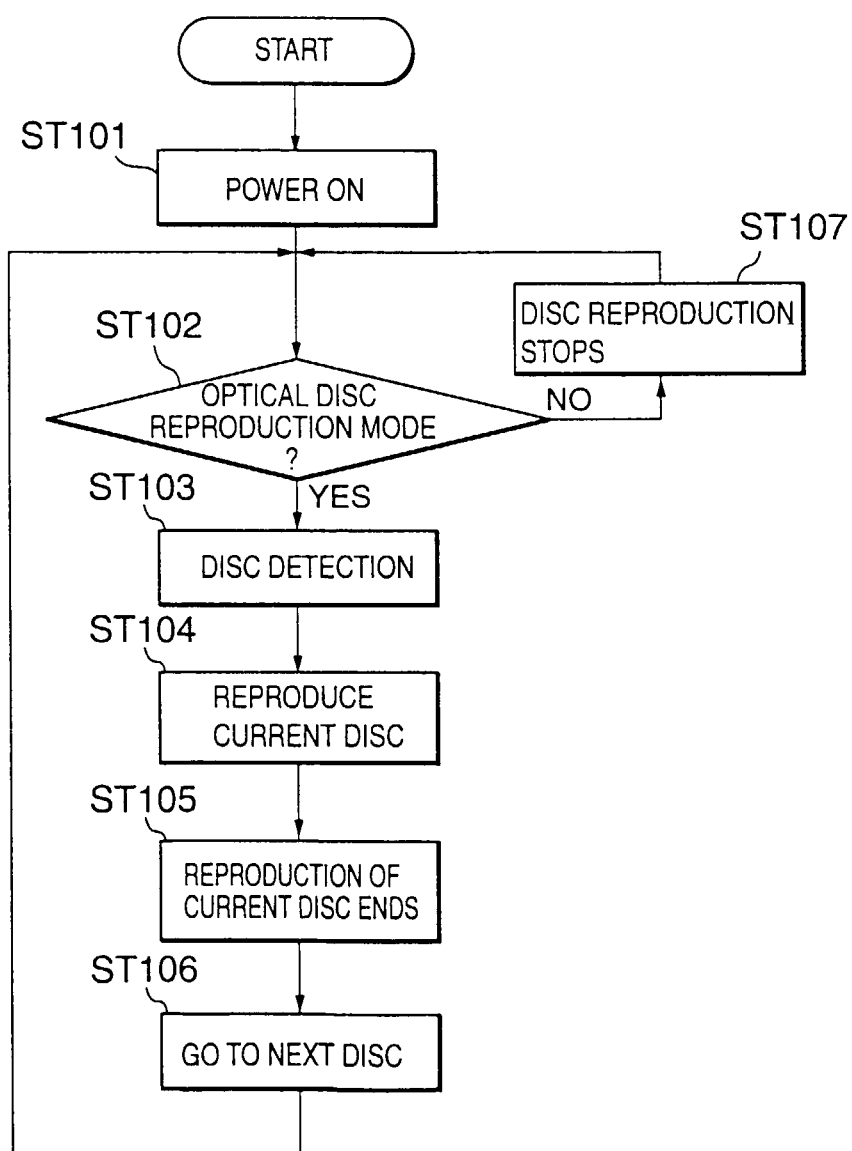 START
ST101
POWER ON
ST107
DISC REPRODUCTION
STOPS
ST102
OPTICAL DISC
REPRODUCTION MODE
?
NO
YES
ST103
DISC DETECTION
ST104
REPRODUCE
CURRENT DISC
ST105
REPRODUCTION OF
CURRENT DISC ENDS
ST106
GO TO NEXT DISC